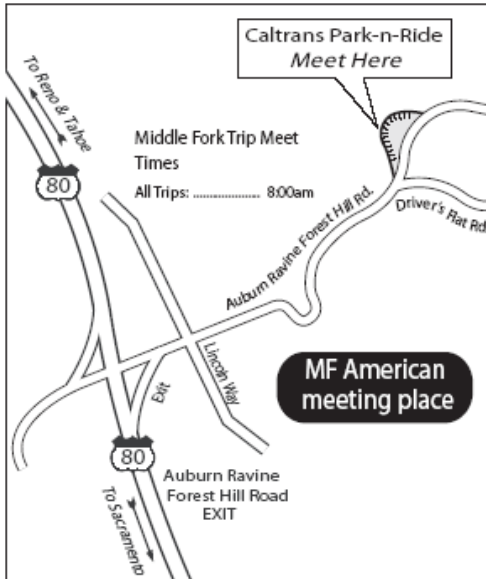 Caltrans Park-n-Ride
Meet Here
To Reno & Tahoe
80
Middle Fork Trip Meet
Times
All Trips: ..................... 8:00am
Auburn Ravine Forest Hill Rd.
Driver's Flat Rd.
Lincoln Way
Exit
MF American
meeting place
80
Auburn Ravine
Forest Hill Road
EXIT
To Sacramento